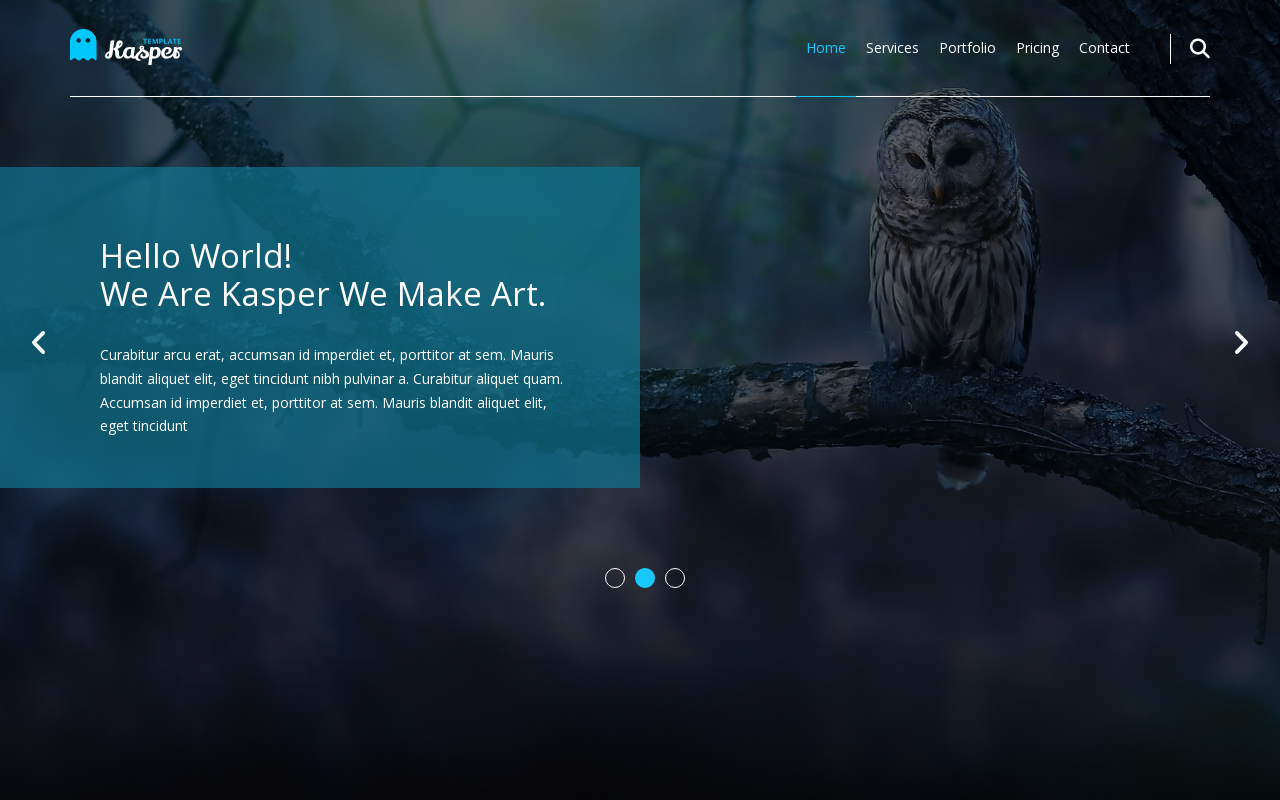 TEMPLATE
Kasper
Home Services Portfolio Pricing Contact
Hello World!
We Are Kasper We Make Art.
Curabitur arcu erat, accumsan id imperdiet et, porttitor at sem. Mauris
blandit aliquet elit, eget tincidunt nibh pulvinar a. Curabitur aliquet quam.
Accumsan id imperdiet et, porttitor at sem. Mauris blandit aliquet elit,
eget tincidunt